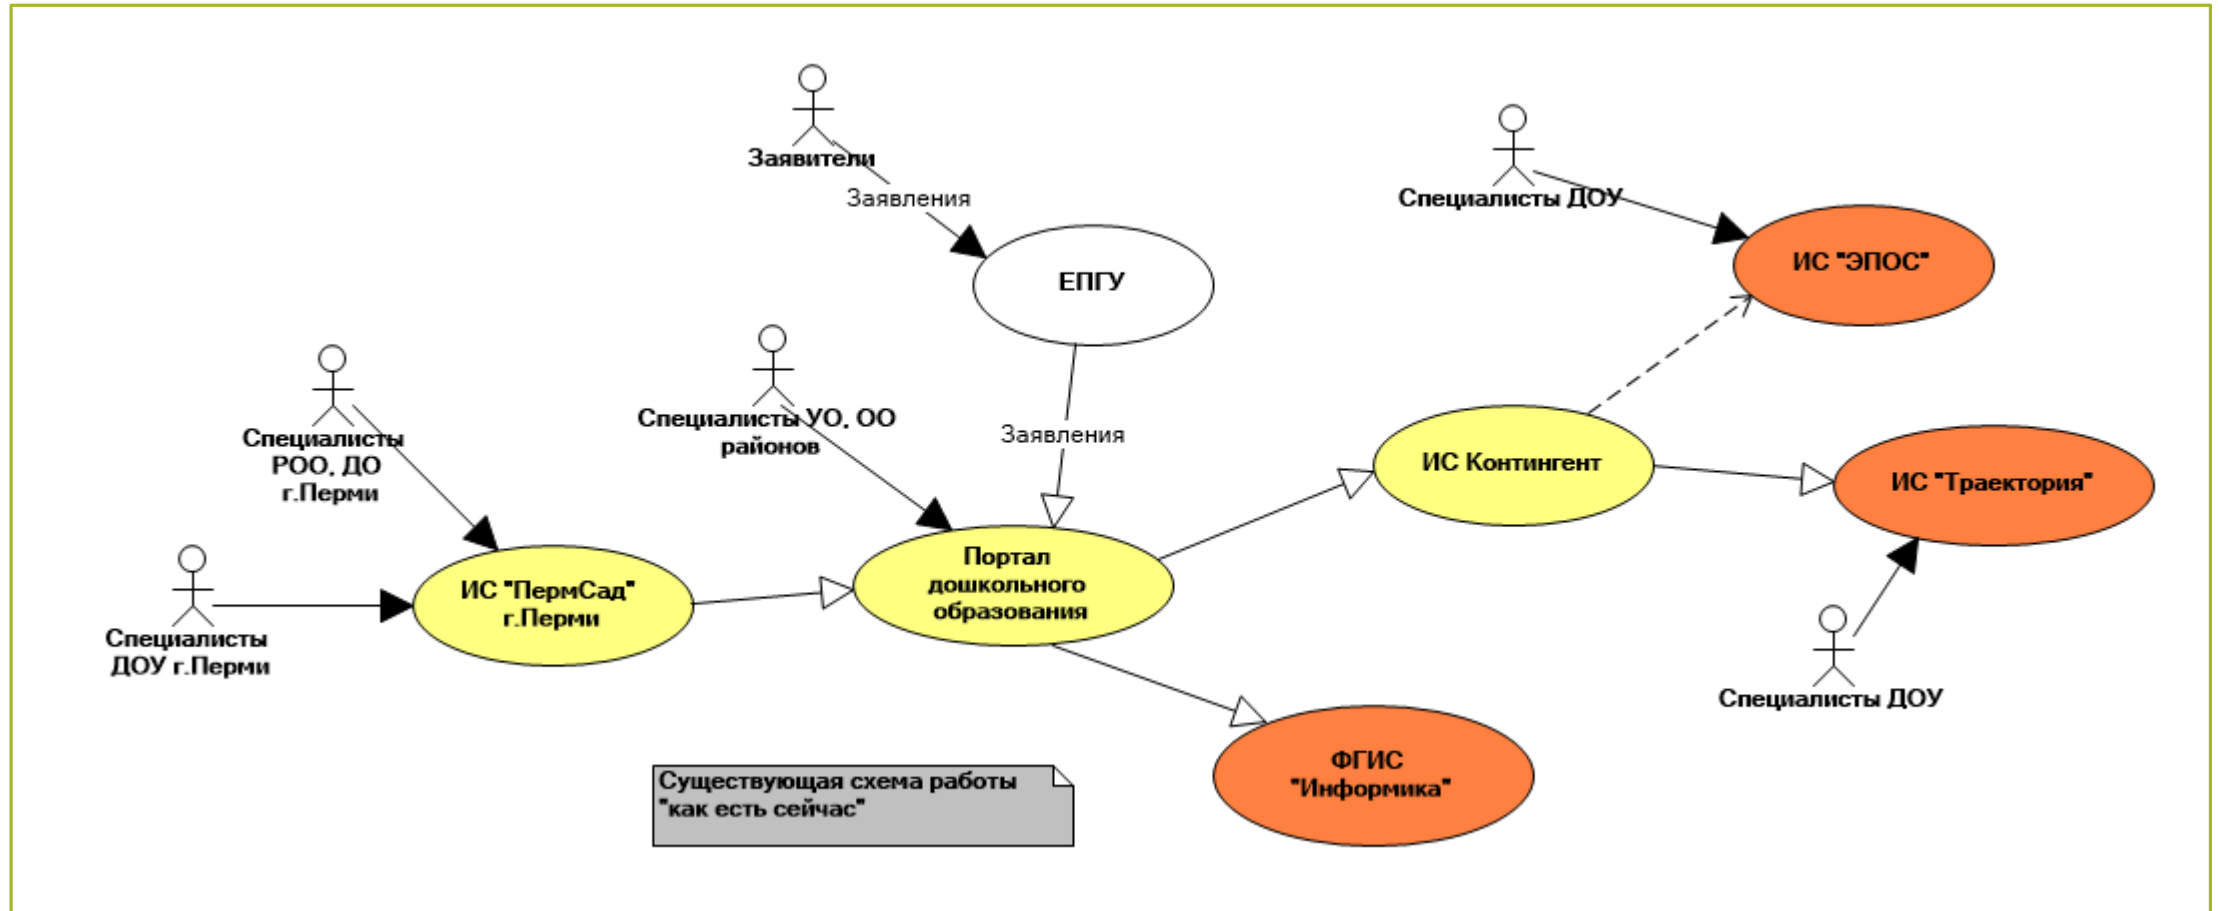 Заявители
Заявления
Специалисты ДОУ
ИС "ЭПОС"
ЕПГУ
Специалисты УО, ОО
районов
Заявления
Специалисты
РОО, ДО
г.Перми
ИС Контингент
ИС "Траектория"
Специалисты
ДОУ г.Перми
ИС "ПермСад"
г.Перми
Портал
дошкольного
образования
Специалисты ДОУ
ФГИС
"Информика"
Существующая схема работы
"как есть сейчас"